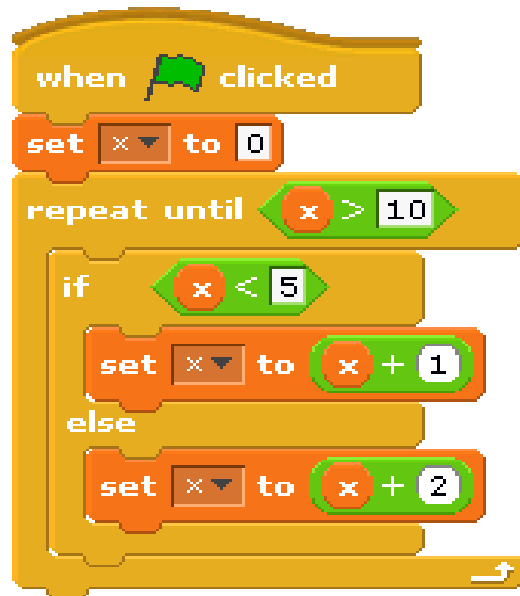 when clicked
set x to 0
repeat until x > 10
if x < 5
set x to x + 1
else
set x to x + 2